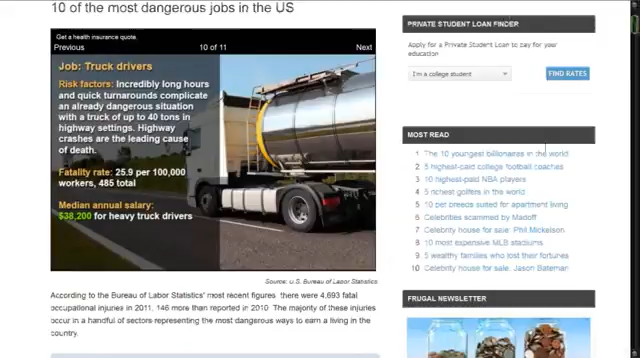 10 of the most dangerous jobs in the US
Get a health insurance quote.
Previous
10 of 11
Next
Job: Truck drivers
Risk factors: Incredibly long hours
and quick turnarounds complicate
an already dangerous situation
with a truck of up to 40 tons in
highway settings. Highway
crashes are the leading cause
of death.
Fatality rate: 25.9 per 100,000
workers, 485 total
Median annual salary:
$38,200 for heavy truck drivers
Source: U.S. Bureau of Labor Statistics
According to the Bureau of Labor Statistics' most recent figures there were 4,693 fatal
occupational injuries in 2011, 146 more than reported in 2010. The majority of these injuries
occur in a handful of sectors representing the most dangerous ways to earn a living in the
country.
PRIVATE STUDENT LOAN FINDER
Apply for a Private Student Loan to pay for your
education
I'm a college student
FIND RATES
MOST READ
1 The 10 youngest billionaires in the world
2 5 highest-paid college football coaches
3 10 highest-paid NBA players
4 5 richest golfers in the world
5 10 pet breeds suited for apartment living
6 Celebrities scammed by Madoff
7 Celebrity house for sale: Phil Mickelson
8 10 most expensive MLB stadiums
9 5 wealthy families who lost their fortunes
10 Celebrity house for sale: Jason Bateman
FRUGAL NEWSLETTER